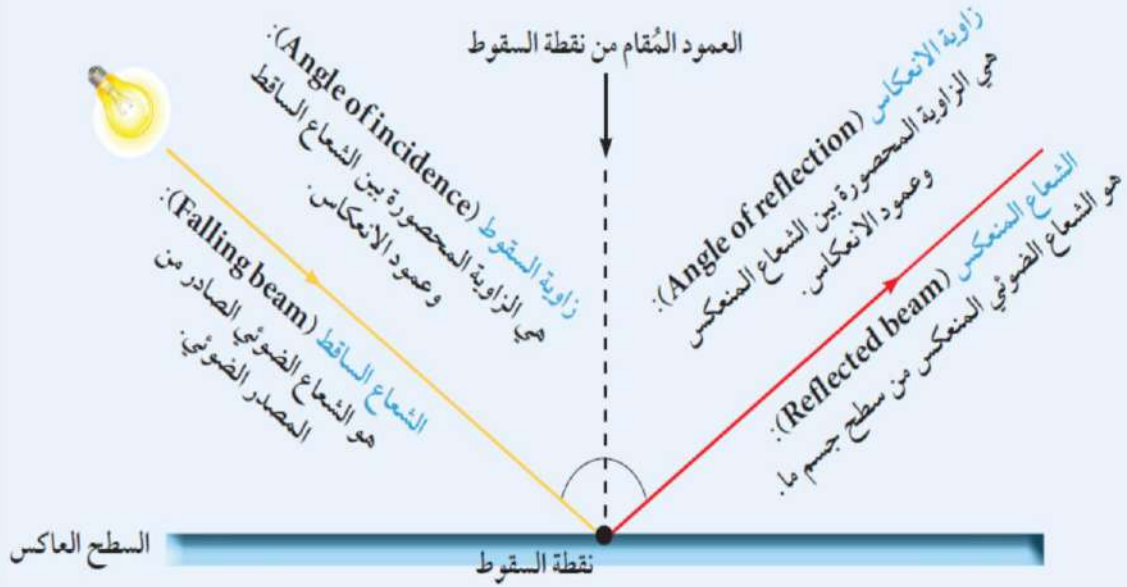 العمود المُقام من نقطة السقوط
زاوية الانعكاس (Angle of reflection):
هي الزاوية المحصورة بين الشعاع المنعكس
وعمود الانعكاس.
الشعاع المنعكس (Reflected beam):
هو الشعاع الضوئي المنعكس من سطح جسم ما.
زاوية السقوط (Angle of incidence):
هي الزاوية المحصورة بين الشعاع الساقط
وعمود الانعكاس.
الشعاع الساقط (Falling beam):
هو الشعاع الضوئي الصادر من
المصدر الضوئي.
السطح العاكس
نقطة السقوط